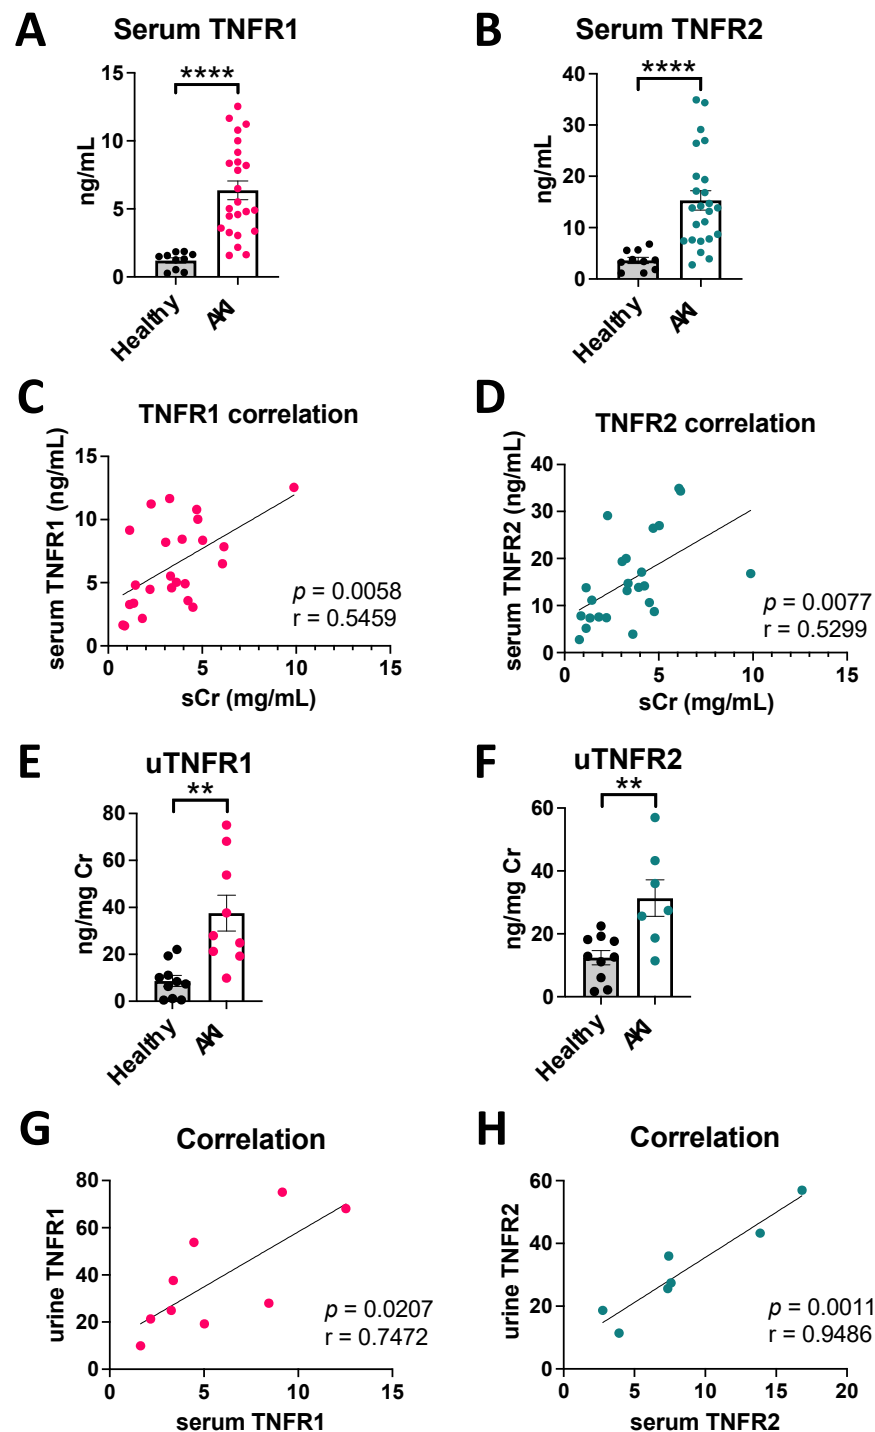 A
Serum TNFR1
****
15
10
5
0
ng/mL
Healthy
AKI
B
Serum TNFR2
****
40
30
20
10
0
ng/mL
Healthy
AKI
C
TNFR1 correlation
15
10
5
0
serum TNFR1 (ng/mL)
p = 0.0058
r = 0.5459
0 5 10 15
sCr (mg/mL)
D
TNFR2 correlation
40
30
20
10
0
serum TNFR2 (ng/mL)
p = 0.0077
r = 0.5299
0 5 10 15
sCr (mg/mL)
E
uTNFR1
**
80
60
40
20
0
ng/mg Cr
Healthy
AKI
F
uTNFR2
**
60
40
20
0
ng/mg Cr
Healthy
AKI
G
Correlation
80
60
40
20
0
urine TNFR1
p = 0.0207
r = 0.7472
0 5 10 15
serum TNFR1
H
Correlation
60
40
20
0
urine TNFR2
p = 0.0011
r = 0.9486
0 5 10 15 20
serum TNFR2